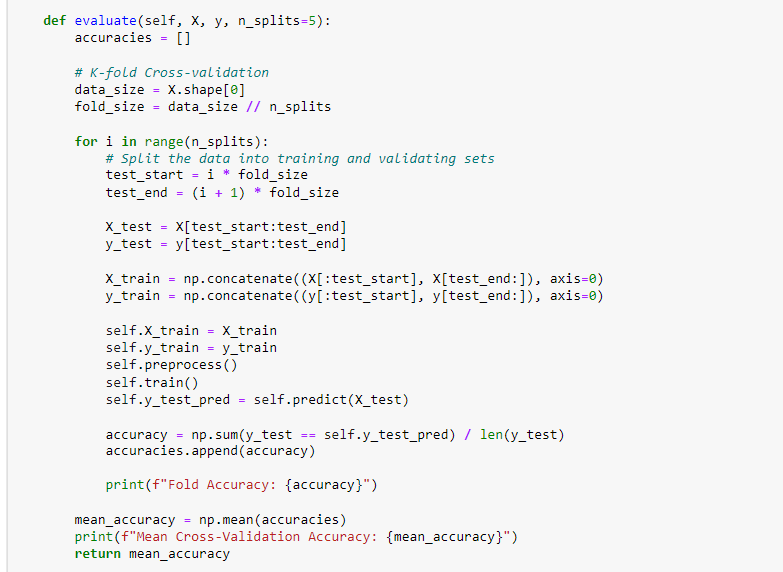 def evaluate(self, X, y, n_splits=5):
    accuracies = []
    # K-fold Cross-validation
    data_size = X.shape[0]
    fold_size = data_size // n_splits
    for i in range(n_splits):
        # Split the data into training and validating sets
        test_start = i * fold_size
        test_end = (i + 1) * fold_size
        X_test = X[test_start:test_end]
        y_test = y[test_start:test_end]
        X_train = np.concatenate((X[:test_start], X[test_end:]), axis=0)
        y_train = np.concatenate((y[:test_start], y[test_end:]), axis=0)
        self.X_train = X_train
        self.y_train = y_train
        self.preprocess()
        self.train()
        self.y_test_pred = self.predict(X_test)
        accuracy = np.sum(y_test == self.y_test_pred) / len(y_test)
        accuracies.append(accuracy)
        print(f"Fold Accuracy: {accuracy}")
    mean_accuracy = np.mean(accuracies)
    print(f"Mean Cross-Validation Accuracy: {mean_accuracy}")
    return mean_accuracy